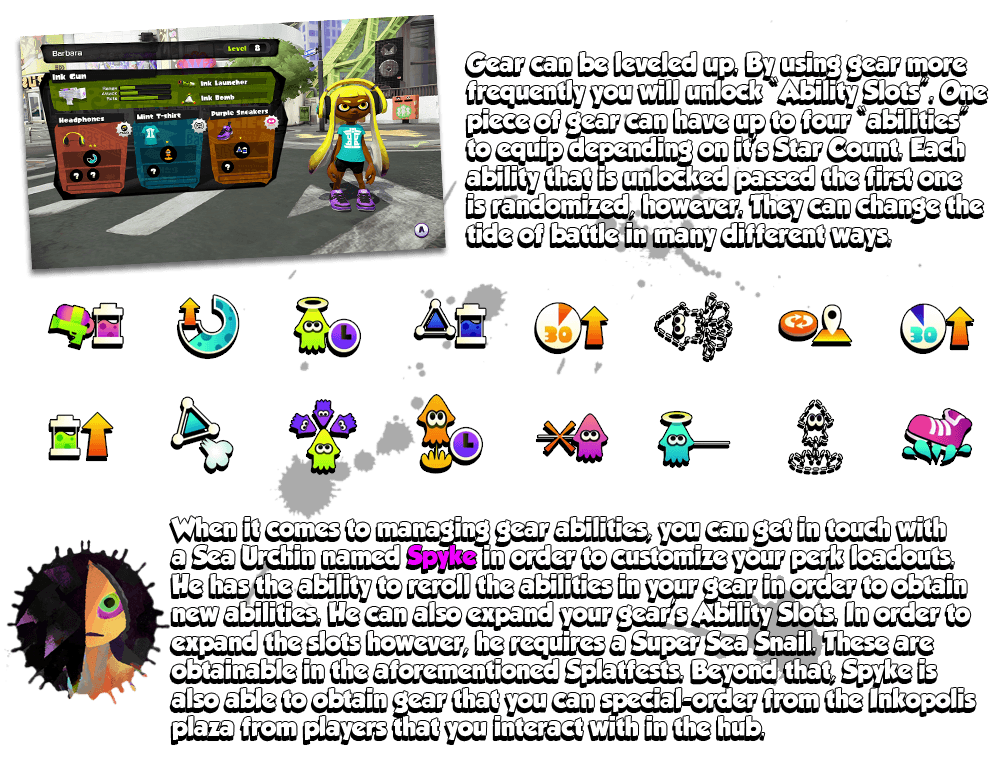 Barbara
Level 8
Ink Gun
Range
Attack
Ink Launcher
Ink Bomb
Headphones
Mint T-shirt
Purple Sneakers
? ?
?
?
A
Gear can be leveled up. By using gear more
frequently you will unlock "Ability Slots". One
piece of gear can have up to four "abilities"
to equip depending on it's Star Count. Each
ability that is unlocked passed the first one
is randomized, however. They can change the
tide of battle in many different ways.
30
30
When it comes to managing gear abilities, you can get in touch with
a Sea Urchin named Spyke in order to customize your perk loadouts.
He has the ability to reroll the abilities in your gear in order to obtain
new abilities. He can also expand your gear's Ability Slots. In order to
expand the slots however, he requires a Super Sea Snail. These are
obtainable in the aforementioned Splatfests. Beyond that, Spyke is
also able to obtain gear that you can special-order from the Inkopolis
plaza from players that you interact with in the hub.